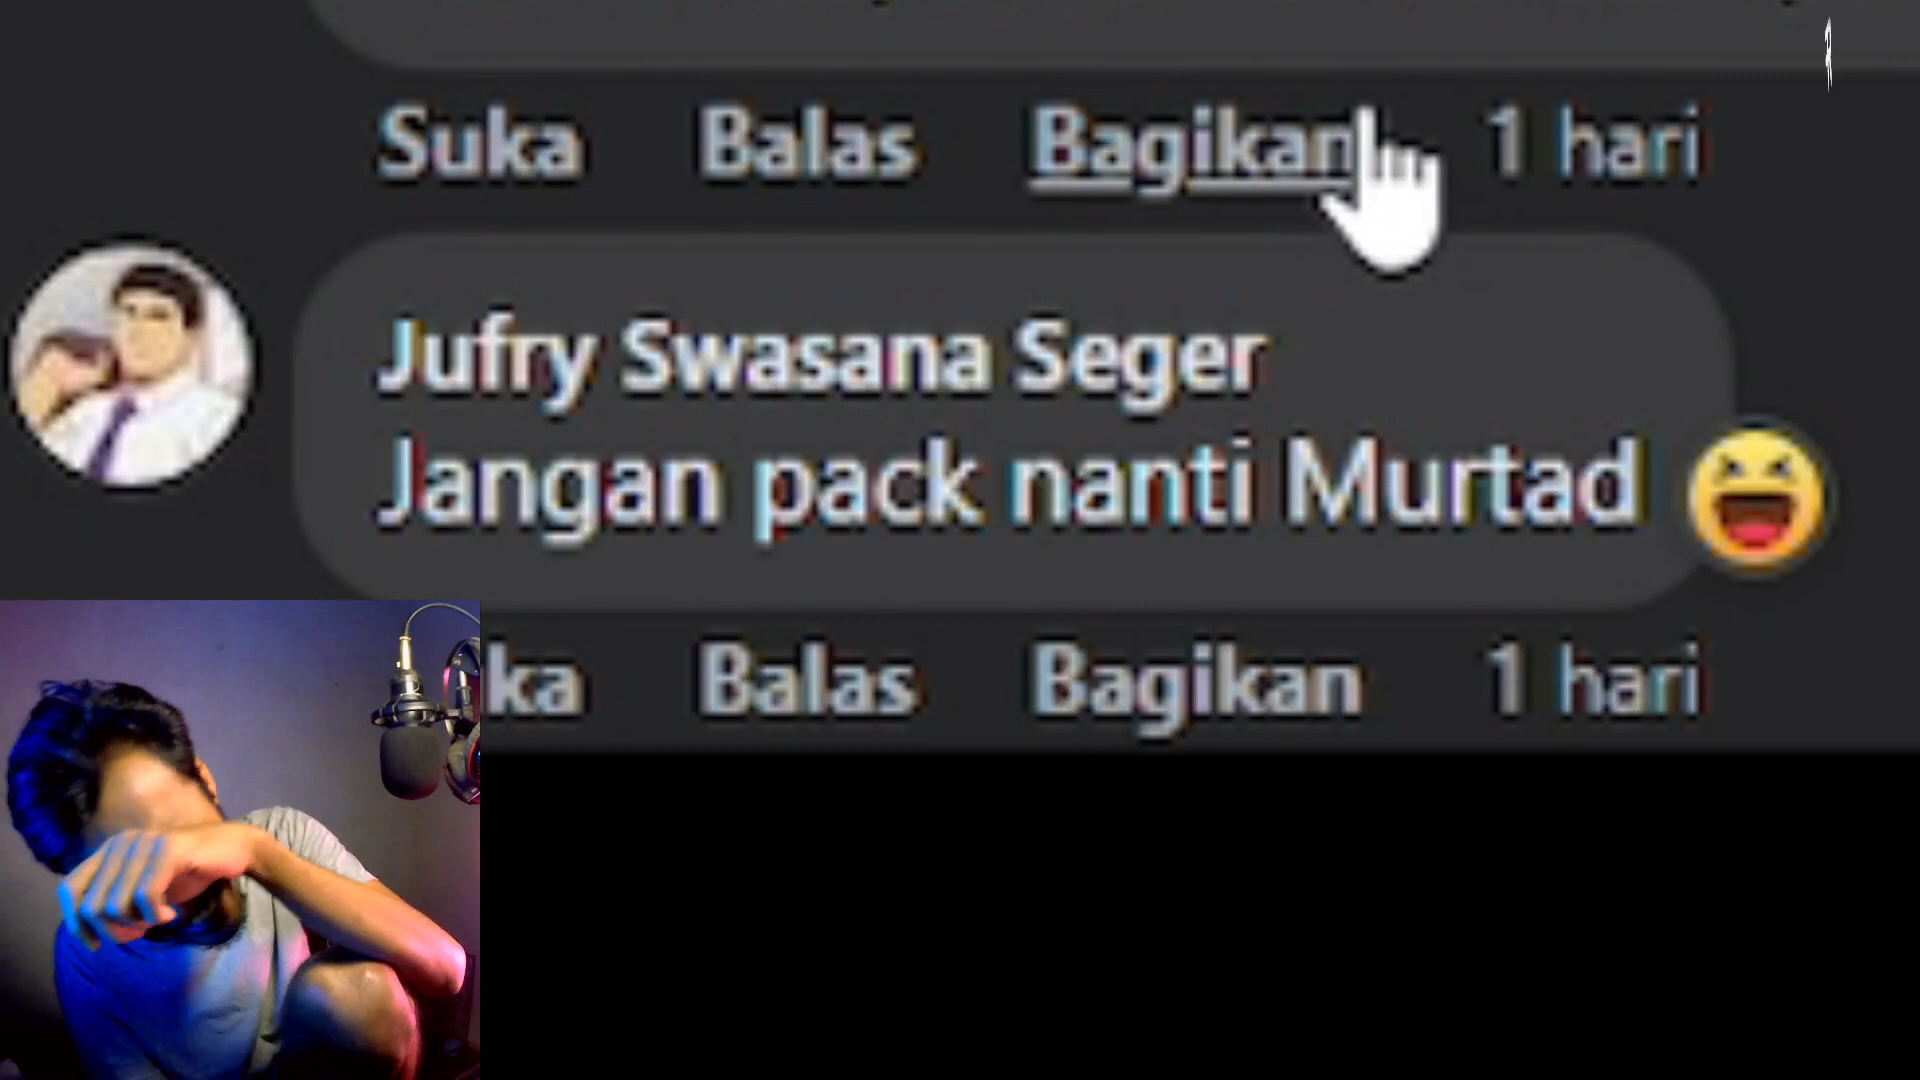 Suka Balas Bagikan 1 hari
Jufry Swasana Seger
Jangan pack nanti Murtad
ka Balas Bagikan 1 hari